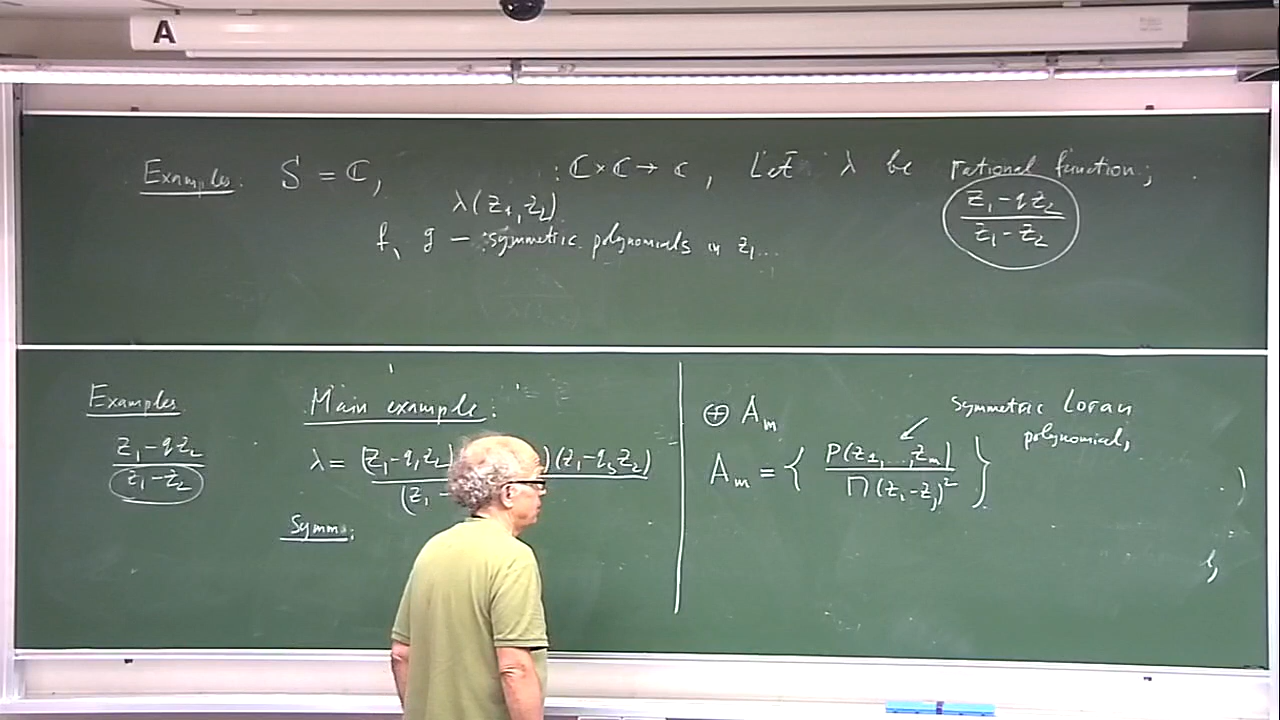 A
Examples: S = ℂ, : ℂ × ℂ → ℂ, Let λ be rational function;
λ(z₁, z₂)
z₁ - q z₂ / z₁ - z₂
f, g — symmetric polynomials in z₁ ...
Examples
z₁ - q z₂ / z₁ - z₂
Main example:
λ = (z₁ - q₁ z₂) ) (z₁ - q₃ z₂) / (z₁ -
Symm:
⊕ Aₘ
Symmetric Loran
polynomials,
Aₘ = { P(z₁, ..., zₘ) / ∏ (zᵢ - zⱼ)² }